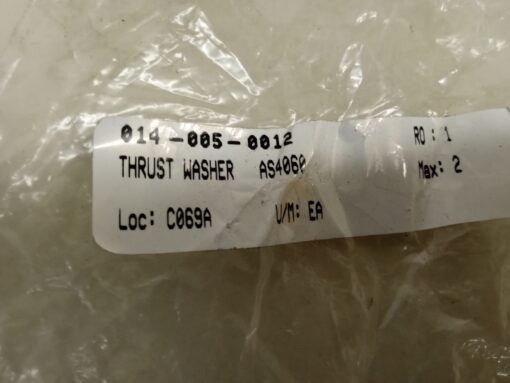 014-005-0012 RO: 1
THRUST WASHER AS4060 Max: 2
Loc: C069A U/M: EA